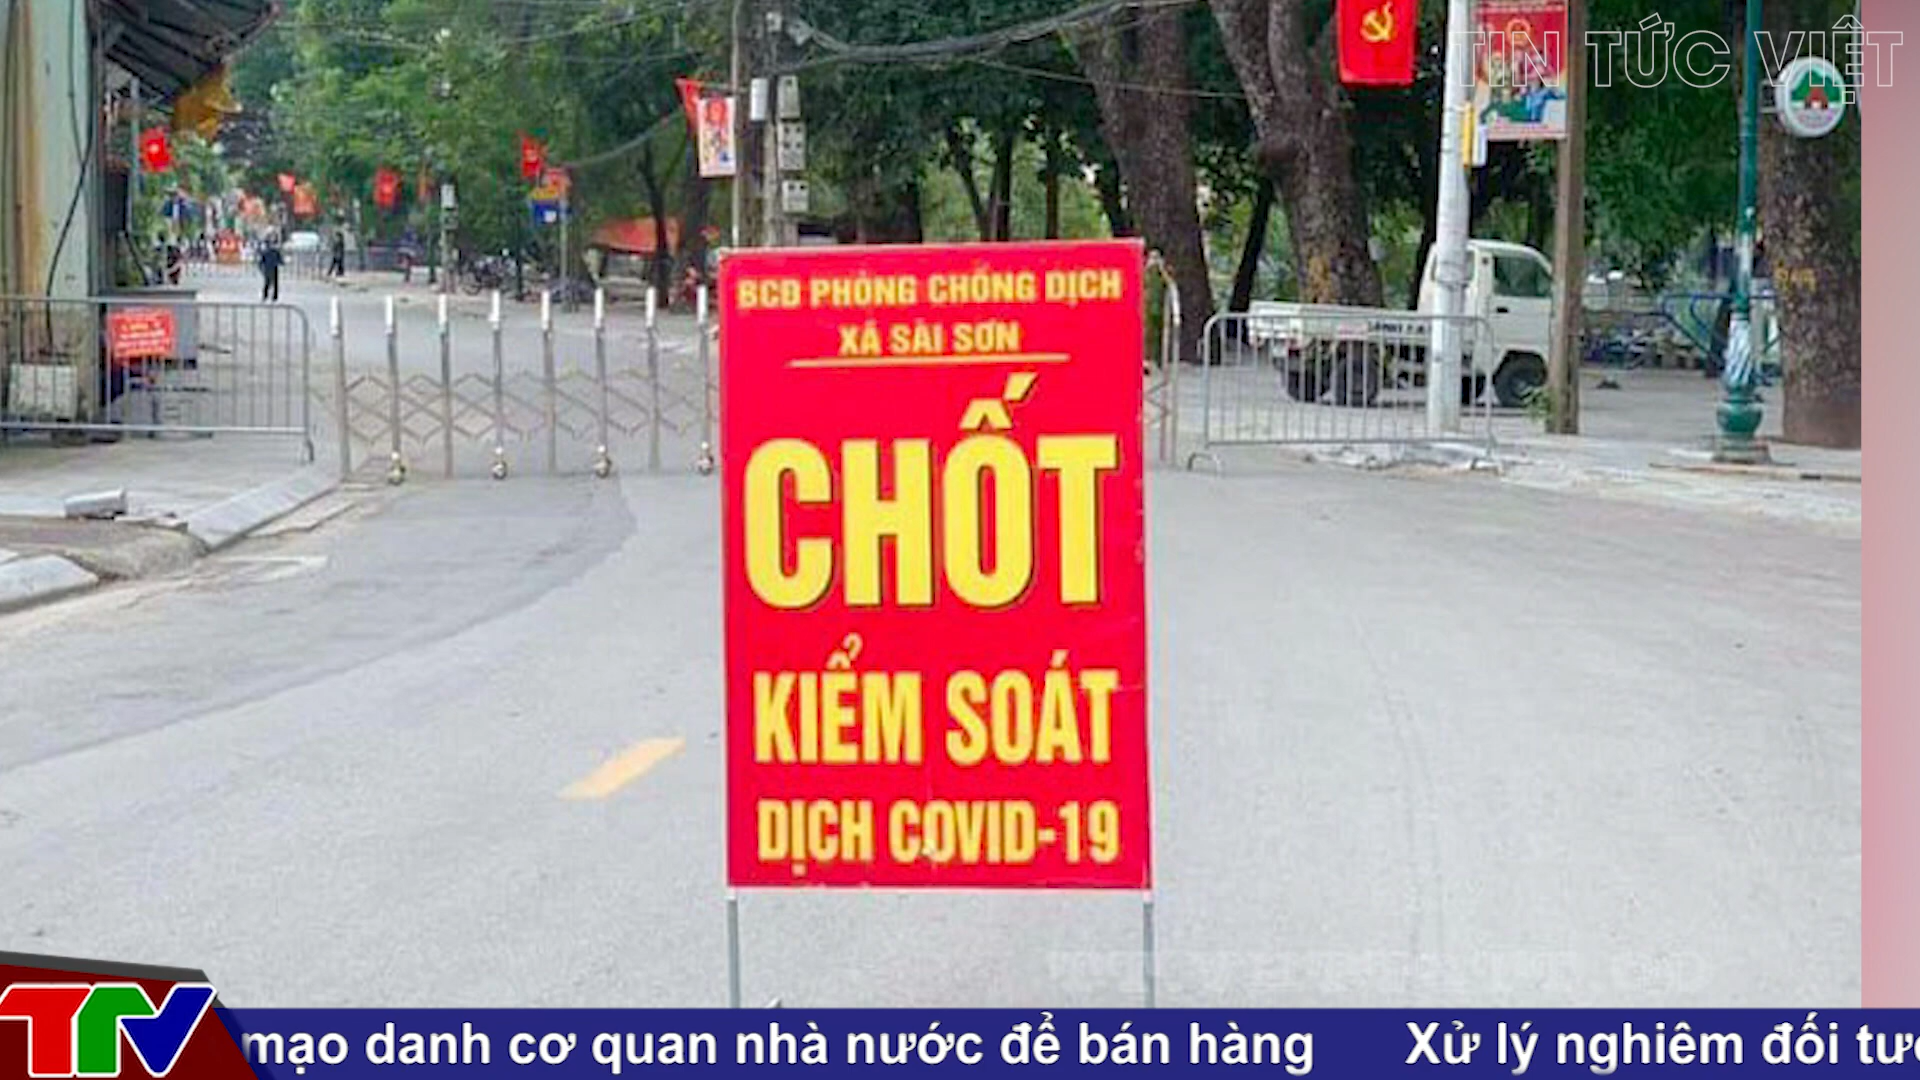 TIN TỨC VIỆT
BCĐ PHÒNG CHỐNG DỊCH
XÃ SÀI SƠN
CHỐT
KIỂM SOÁT
DỊCH COVID-19
TTV
mạo danh cơ quan nhà nước để bán hàng
Xử lý nghiêm đối tư